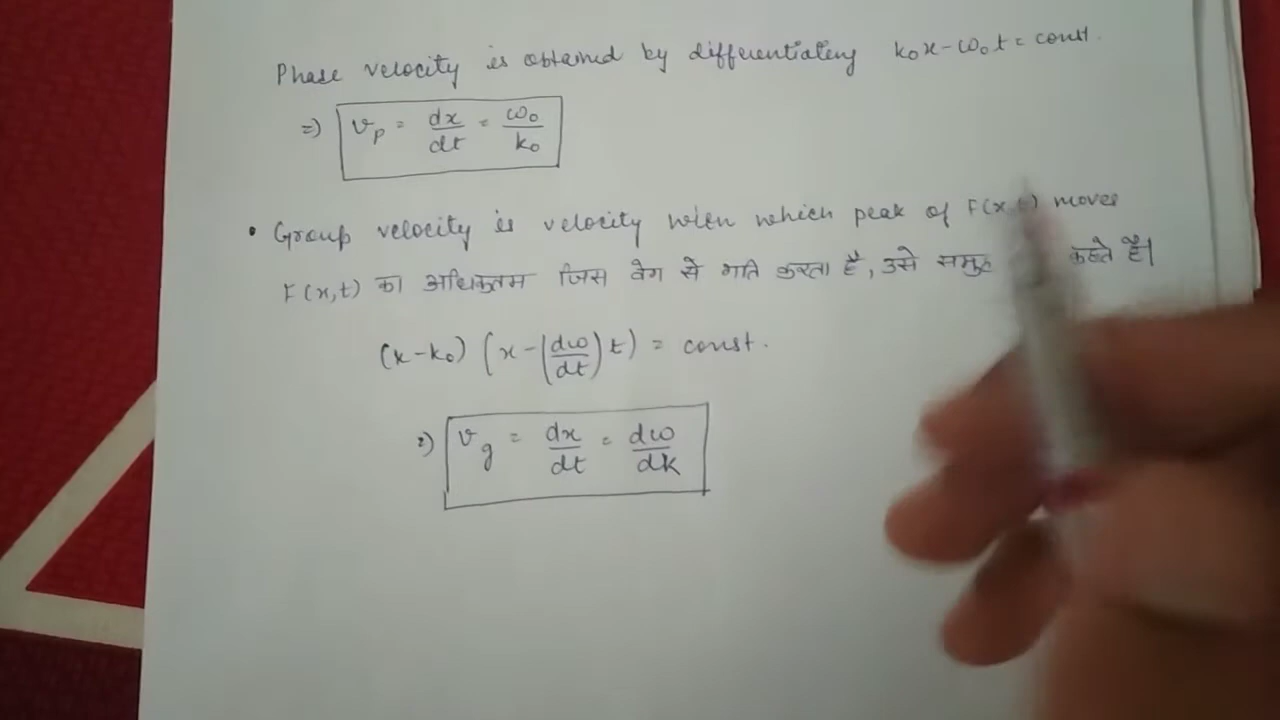 Phase velocity is obtained by differentiating k₀x-ω₀t = const.
=> v_p = dx/dt = ω₀/k₀
• Group velocity is velocity with which peak of F(x,t) moves
F(x,t) का अधिकतम जिस वेग से गति करता है, उसे समुह कहते है।
(k-k₀) (x-(dω/dt)t) = const.
=> v_g = dx/dt = dω/dk